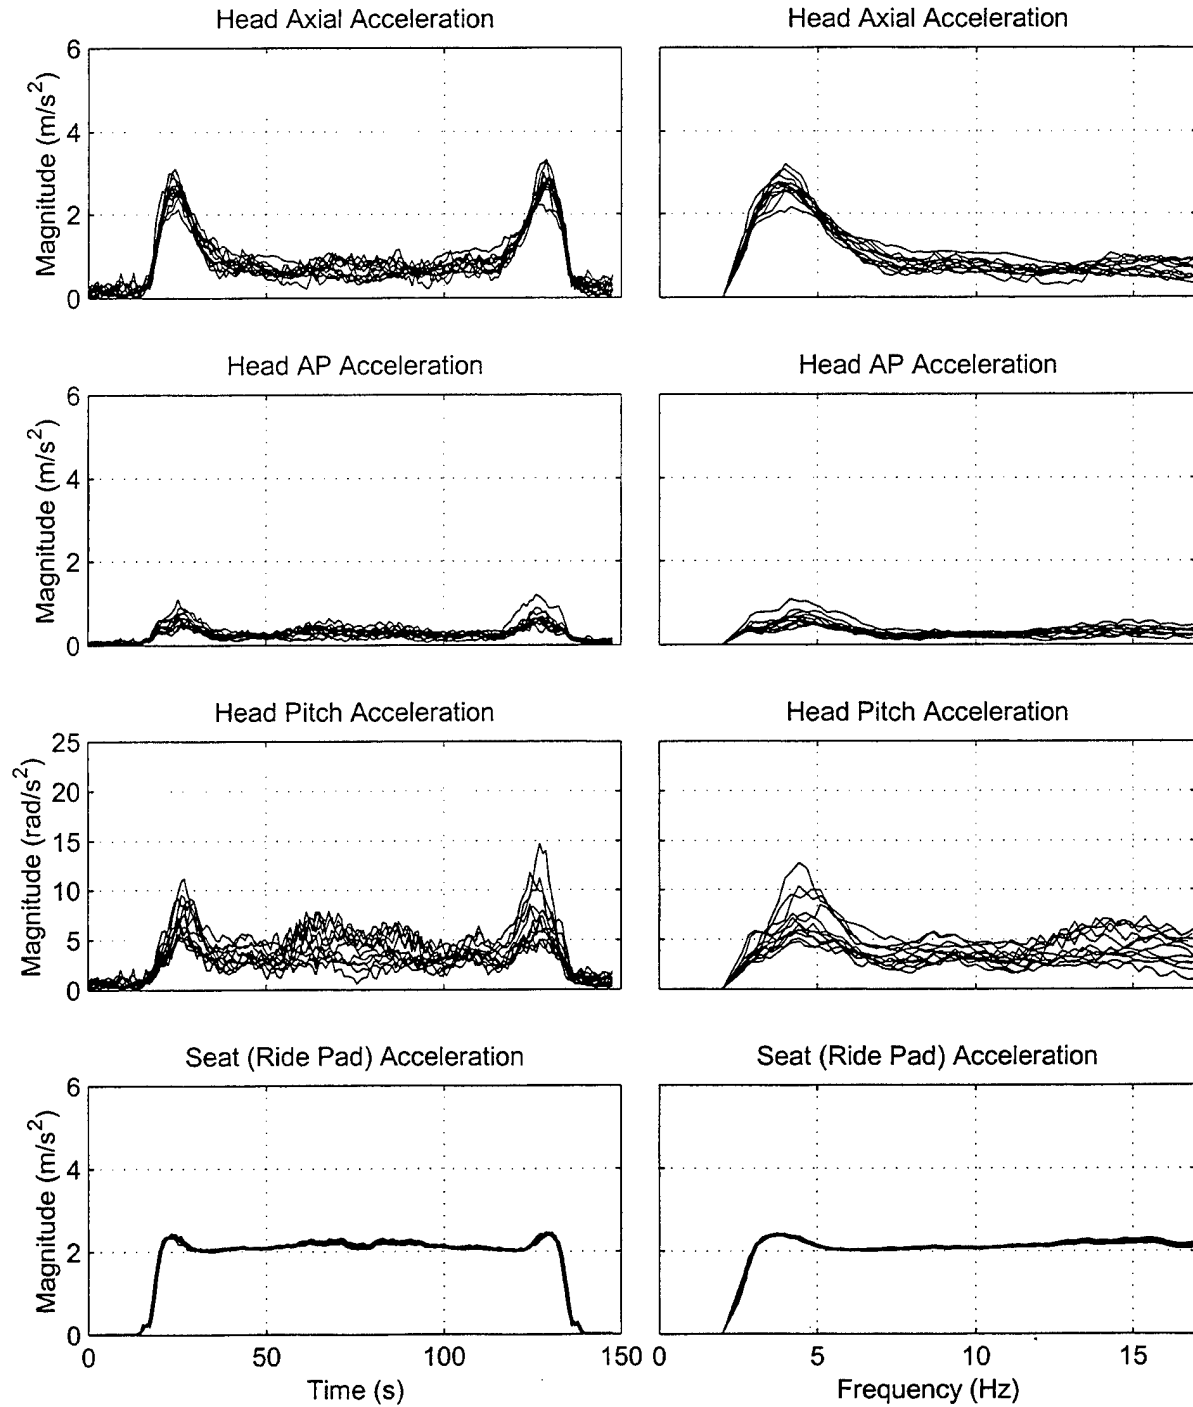 Head Axial Acceleration
Head Axial Acceleration
Magnitude (m/s²)
6
4
2
0
Head AP Acceleration
Head AP Acceleration
Magnitude (m/s²)
6
4
2
0
Head Pitch Acceleration
Head Pitch Acceleration
Magnitude (rad/s²)
25
20
15
10
5
0
Seat (Ride Pad) Acceleration
Seat (Ride Pad) Acceleration
Magnitude (m/s²)
6
4
2
0
0 50 100 150 0 5 10 15
Time (s)
Frequency (Hz)